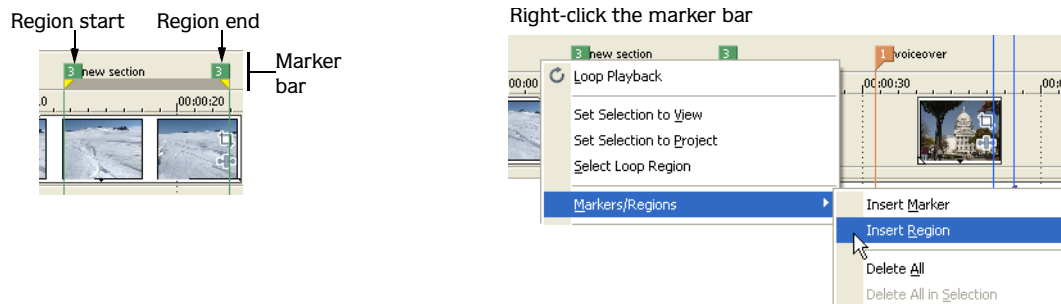 Region start
Region end
Marker bar
3 new section
3
.0
00:00:20
Right-click the marker bar
3 new section
3
1 voiceover
00:00
00:00:30
00:
Loop Playback
Set Selection to View
Set Selection to Project
Select Loop Region
Markers/Regions
Insert Marker
Insert Region
Delete All
Delete All in Selection